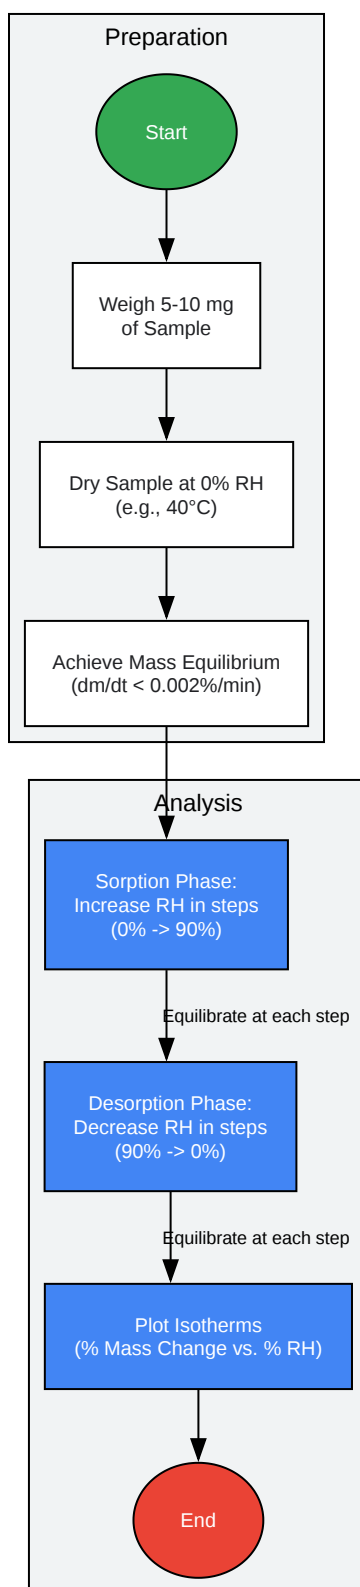 Preparation
Start
Weigh 5-10 mg
of Sample
Dry Sample at 0% RH
(e.g., 40°C)
Achieve Mass Equilibrium
(dm/dt < 0.002%/min)
Analysis
Sorption Phase:
Increase RH in steps
(0% -> 90%)
Equilibrate at each step
Desorption Phase:
Decrease RH in steps
(90% -> 0%)
Equilibrate at each step
Plot Isotherms
(% Mass Change vs. % RH)
End